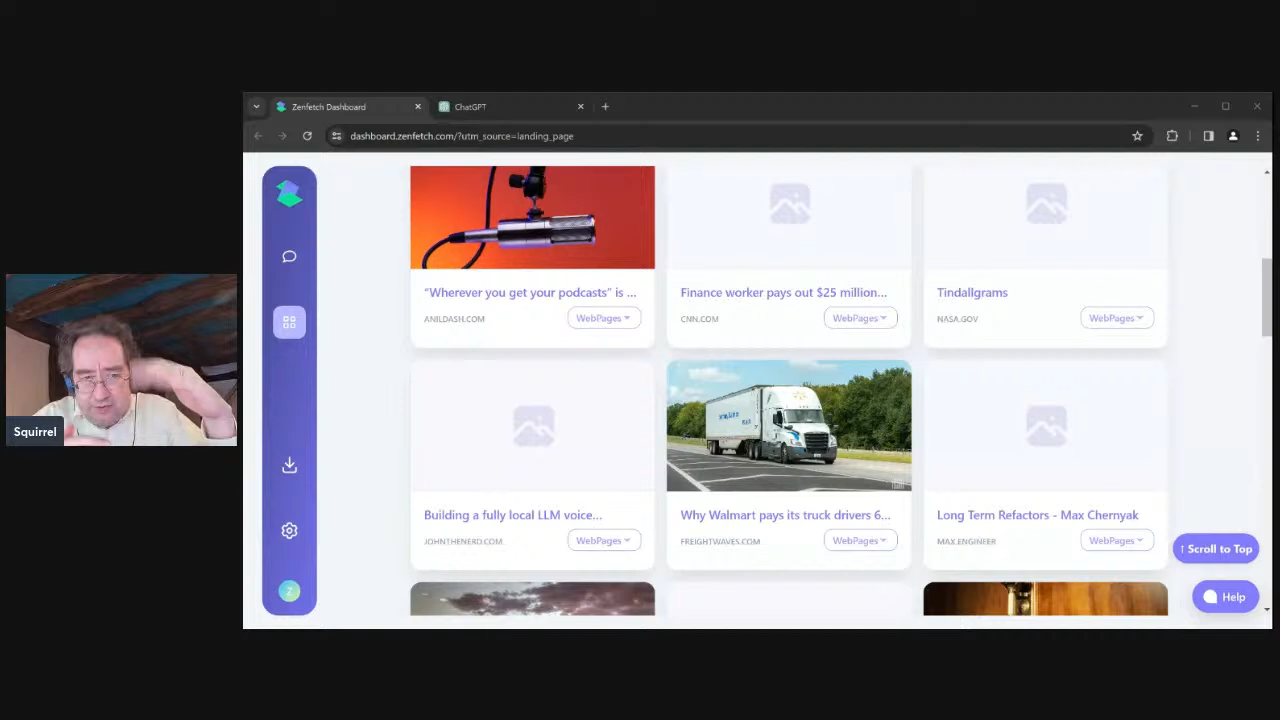 Zenfetch Dashboard
ChatGPT
dashboard.zenfetch.com/?utm_source=landing_page
“Wherever you get your podcasts” is ...
ANILDASH.COM
WebPages
Finance worker pays out $25 million...
CNN.COM
WebPages
Tindallgrams
NASA.GOV
WebPages
Squirrel
Building a fully local LLM voice...
JOHNTHENERD.COM
WebPages
Why Walmart pays its truck drivers 6...
FREIGHTWAVES.COM
WebPages
Long Term Refactors - Max Chernyak
MAX.ENGINEER
WebPages
↑ Scroll to Top
Help
Z